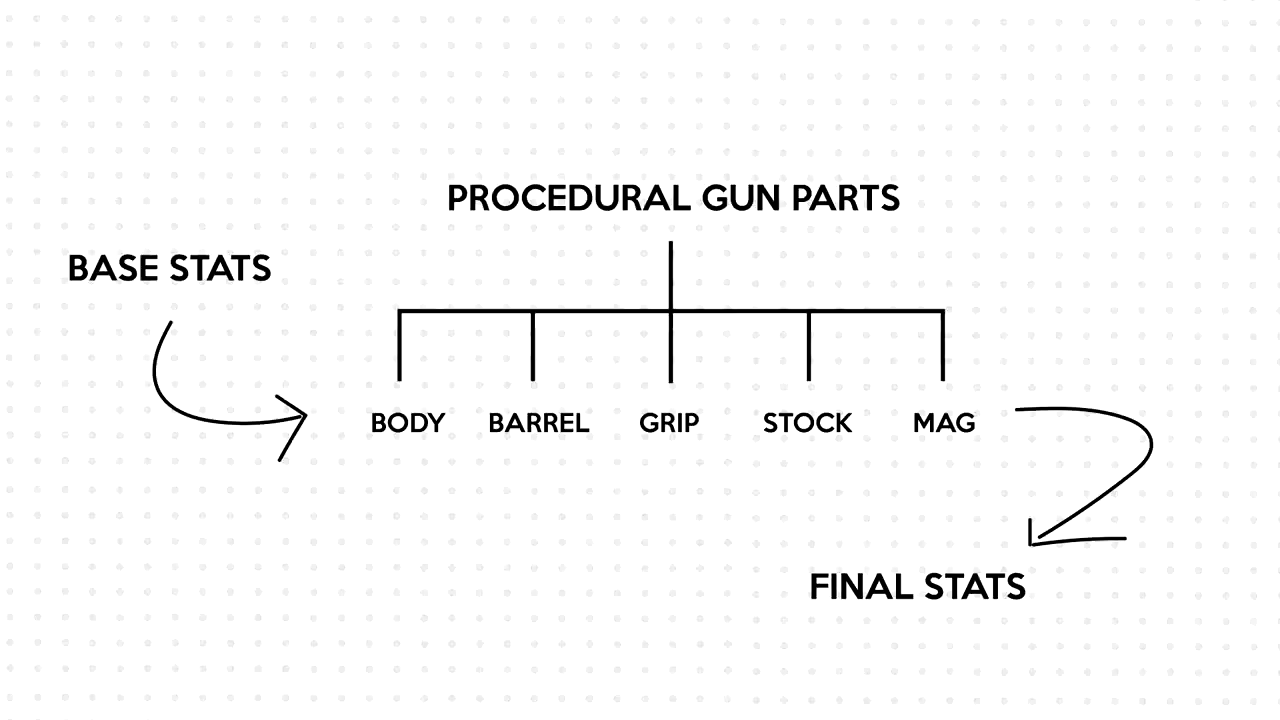 PROCEDURAL GUN PARTS
BASE STATS
BODY BARREL GRIP STOCK MAG
FINAL STATS